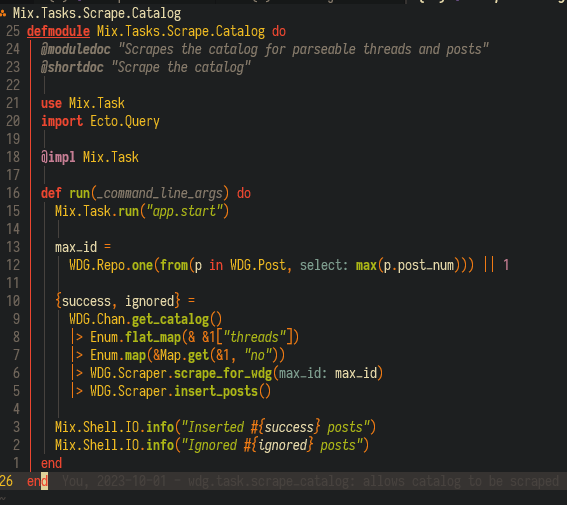 Mix.Tasks.Scrape.Catalog
25 defmodule Mix.Tasks.Scrape.Catalog do
24 @moduledoc "Scrapes the catalog for parseable threads and posts"
23 @shortdoc "Scrape the catalog"
22
21 use Mix.Task
20 import Ecto.Query
19
18 @impl Mix.Task
17
16 def run(_command_line_args) do
15 Mix.Task.run("app.start")
14
13 max_id =
12 WDG.Repo.one(from(p in WDG.Post, select: max(p.post_num))) || 1
11
10 {success, ignored} =
9 WDG.Chan.get_catalog()
8 |> Enum.flat_map(& &1["threads"])
7 |> Enum.map(&Map.get(&1, "no"))
6 |> WDG.Scraper.scrape_for_wdg(max_id: max_id)
5 |> WDG.Scraper.insert_posts()
4
3 Mix.Shell.IO.info("Inserted #{success} posts")
2 Mix.Shell.IO.info("Ignored #{ignored} posts")
1 end
26 end You, 2023-10-01 - wdg.task.scrape_catalog: allows catalog to be scraped
~